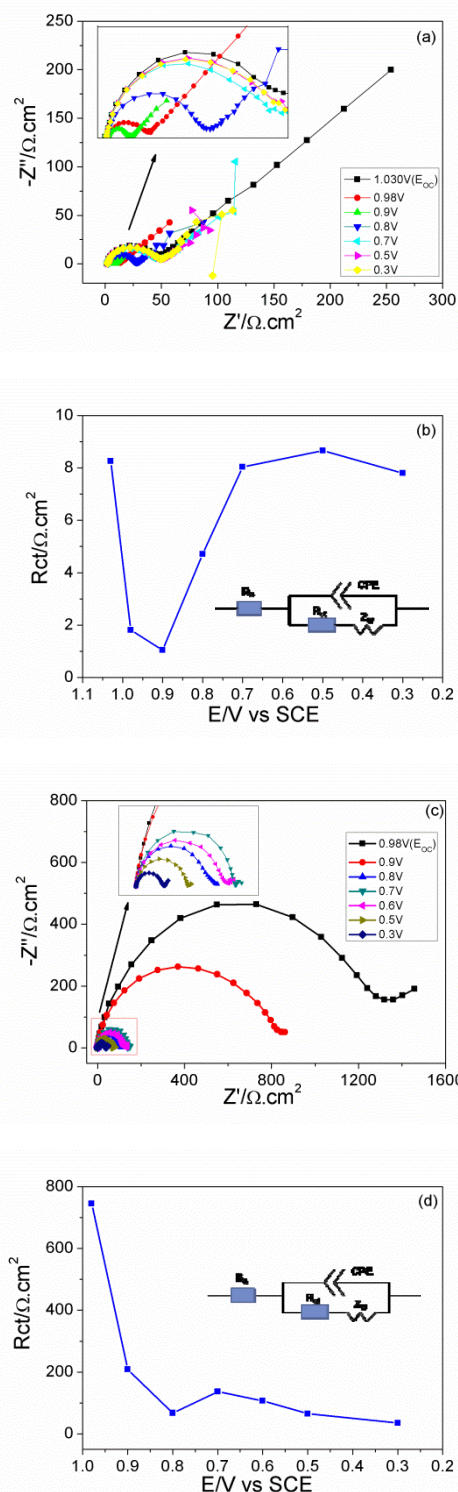 (a)
-Z''/Ω.cm²
250
200
150
100
50
0
1.030V(E_OC)
0.98V
0.9V
0.8V
0.7V
0.5V
0.3V
0 50 100 150 200 250 300
Z'/Ω.cm²
(b)
Rct/Ω.cm²
10
8
6
4
2
0
CPE
1.1 1.0 0.9 0.8 0.7 0.6 0.5 0.4 0.3 0.2
E/V vs SCE
(c)
-Z''/Ω.cm²
800
600
400
200
0
0.98V(E_OC)
0.9V
0.8V
0.7V
0.6V
0.5V
0.3V
0 400 800 1200 1600
Z'/Ω.cm²
(d)
Rct/Ω.cm²
800
600
400
200
0
CPE
1.0 0.9 0.8 0.7 0.6 0.5 0.4 0.3 0.2
E/V vs SCE